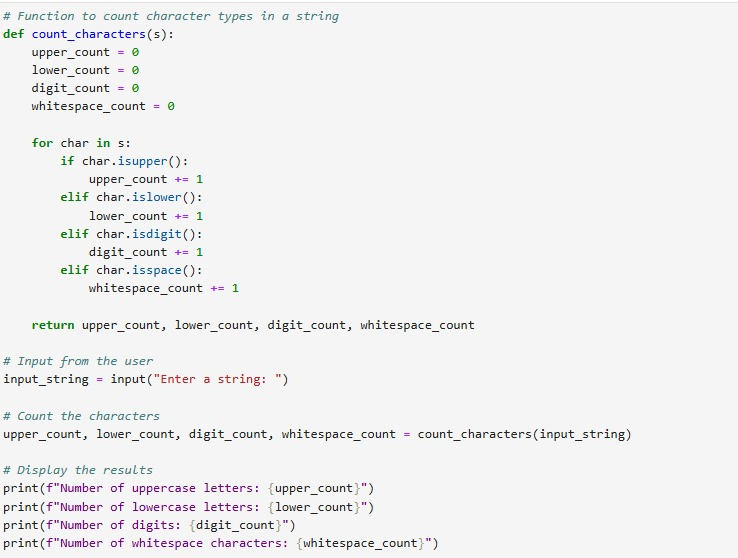 # Function to count character types in a string
def count_characters(s):
    upper_count = 0
    lower_count = 0
    digit_count = 0
    whitespace_count = 0

    for char in s:
        if char.isupper():
            upper_count += 1
        elif char.islower():
            lower_count += 1
        elif char.isdigit():
            digit_count += 1
        elif char.isspace():
            whitespace_count += 1

    return upper_count, lower_count, digit_count, whitespace_count

# Input from the user
input_string = input("Enter a string: ")

# Count the characters
upper_count, lower_count, digit_count, whitespace_count = count_characters(input_string)

# Display the results
print(f"Number of uppercase letters: {upper_count}")
print(f"Number of lowercase letters: {lower_count}")
print(f"Number of digits: {digit_count}")
print(f"Number of whitespace characters: {whitespace_count}")